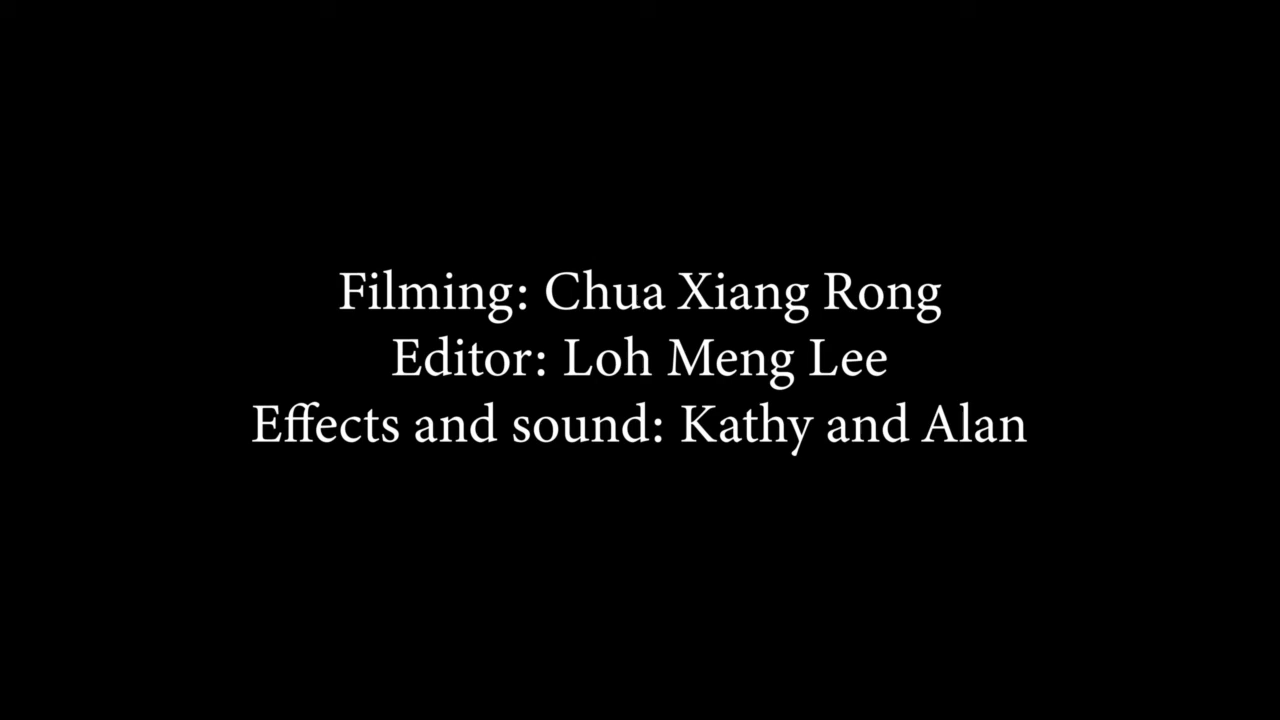 Filming: Chua Xiang Rong
Editor: Loh Meng Lee
Effects and sound: Kathy and Alan